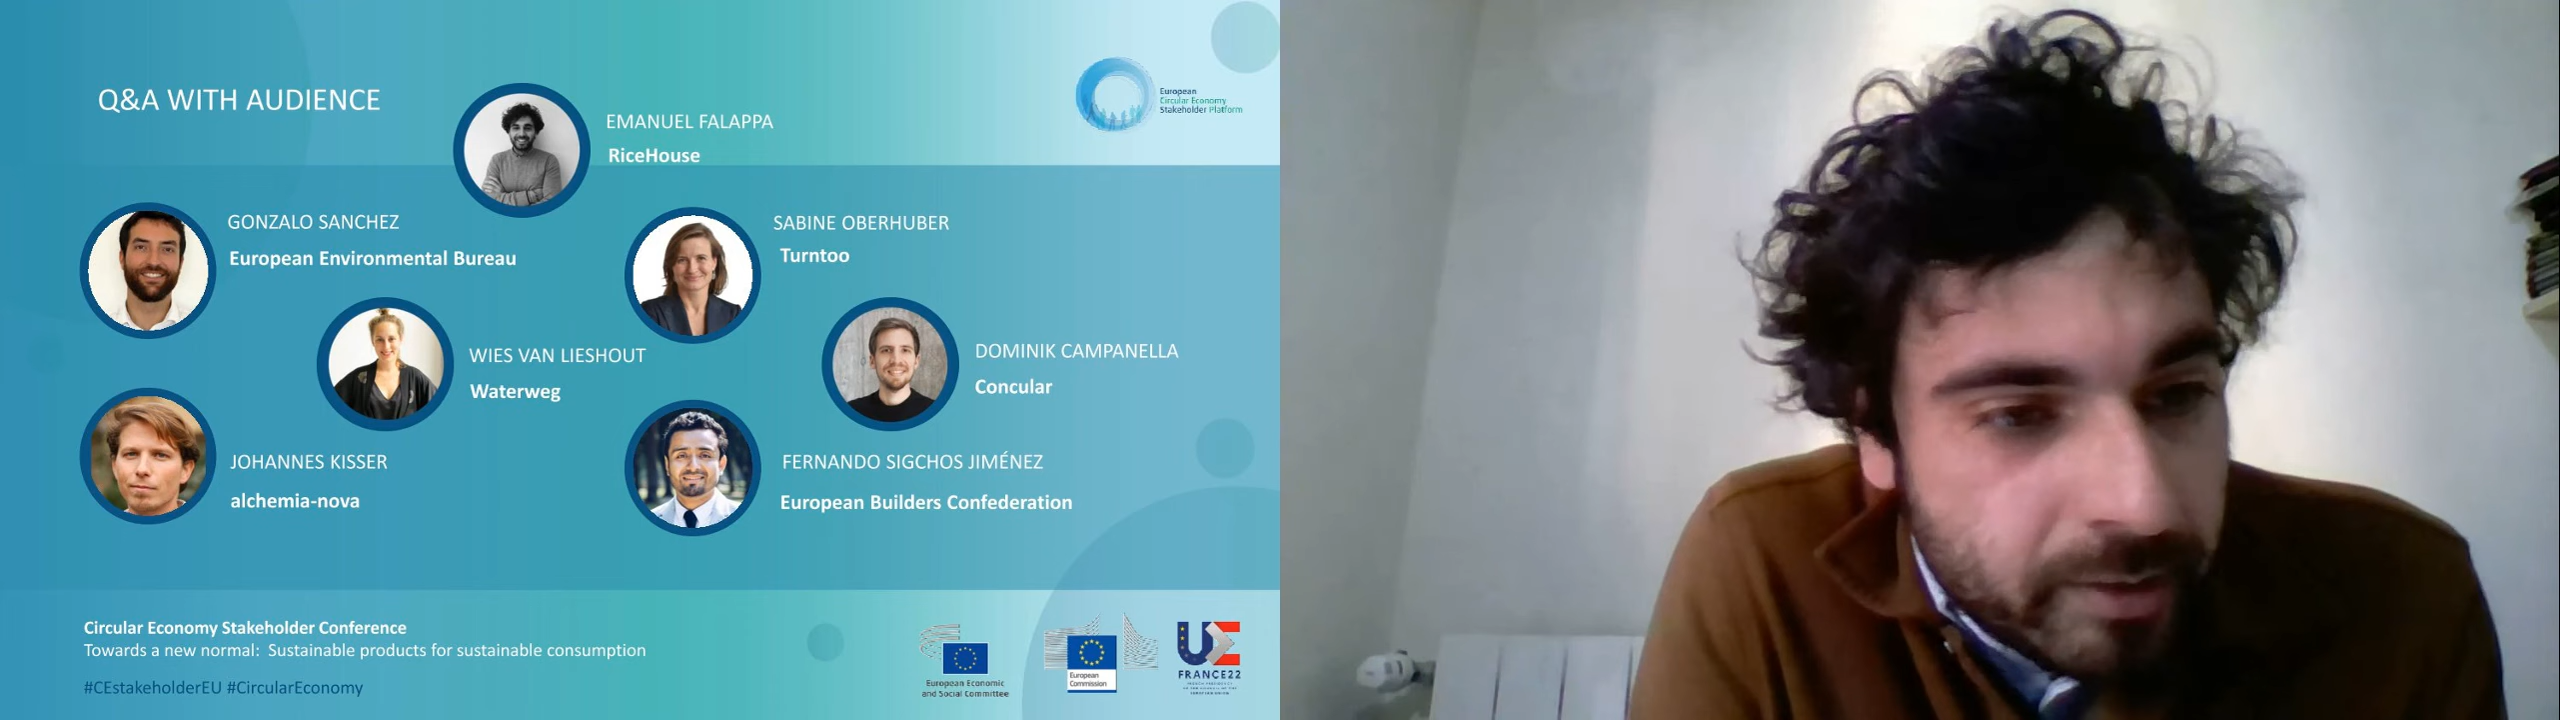 Q&A WITH AUDIENCE
EMANUEL FALAPPA
RiceHouse
European
Circular Economy
Stakeholder Platform
GONZALO SANCHEZ
European Environmental Bureau
SABINE OBERHUBER
Turntoo
WIES VAN LIESHOUT
Waterweg
DOMINIK CAMPANELLA
Concular
JOHANNES KISSER
alchemia-nova
FERNANDO SIGCHOS JIMÉNEZ
European Builders Confederation
Circular Economy Stakeholder Conference
Towards a new normal: Sustainable products for sustainable consumption
#CEstakeholderEU #CircularEconomy
European Economic
and Social Committee
European
Commission
UE
FRANCE22